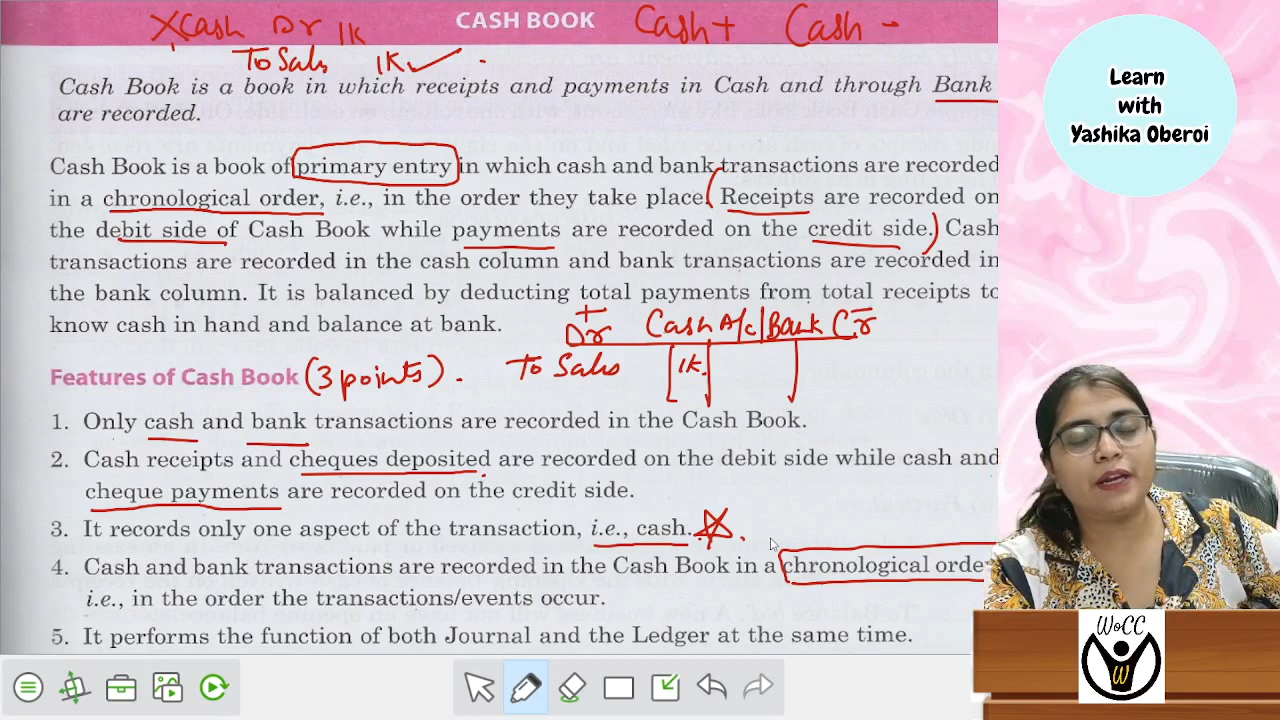 Cash Dr 1K
CASH BOOK
Cash+ Cash -
To Sales 1K
Cash Book is a book in which receipts and payments in Cash and through Bank
are recorded.
Cash Book is a book of primary entry in which cash and bank transactions are recorded
in a chronological order, i.e., in the order they take place. (Receipts are recorded on
the debit side of Cash Book while payments are recorded on the credit side.) Cash
transactions are recorded in the cash column and bank transactions are recorded in
the bank column. It is balanced by deducting total payments from total receipts to
know cash in hand and balance at bank.
+ -
Dr Cash A/c Bank Cr
To Sales 1K.
Features of Cash Book (3 points).
1. Only cash and bank transactions are recorded in the Cash Book.
2. Cash receipts and cheques deposited are recorded on the debit side while cash and
cheque payments are recorded on the credit side.
3. It records only one aspect of the transaction, i.e., cash.
4. Cash and bank transactions are recorded in the Cash Book in a chronological orde
i.e., in the order the transactions/events occur.
5. It performs the function of both Journal and the Ledger at the same time.
Learn
with
Yashika Oberoi
WoCC
W